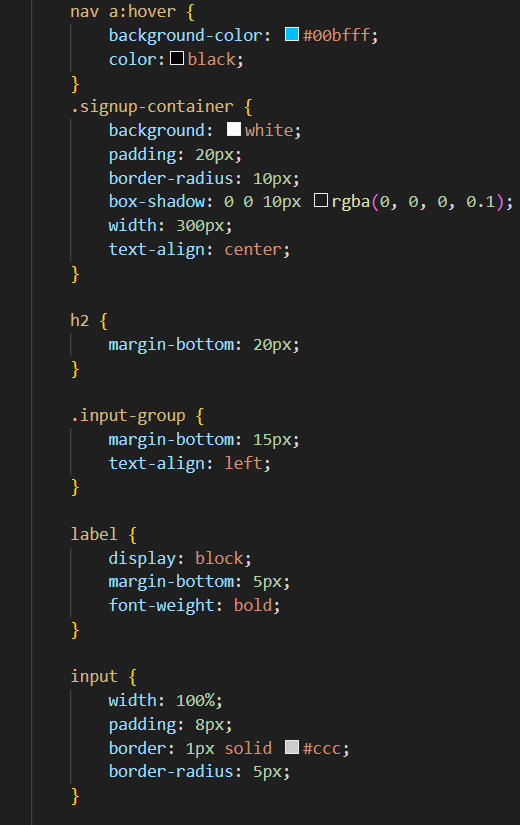 nav a:hover {
    background-color: #00bfff;
    color:black;
}
.signup-container {
    background: white;
    padding: 20px;
    border-radius: 10px;
    box-shadow: 0 0 10px rgba(0, 0, 0, 0.1);
    width: 300px;
    text-align: center;
}

h2 {
    margin-bottom: 20px;
}

.input-group {
    margin-bottom: 15px;
    text-align: left;
}

label {
    display: block;
    margin-bottom: 5px;
    font-weight: bold;
}

input {
    width: 100%;
    padding: 8px;
    border: 1px solid #ccc;
    border-radius: 5px;
}